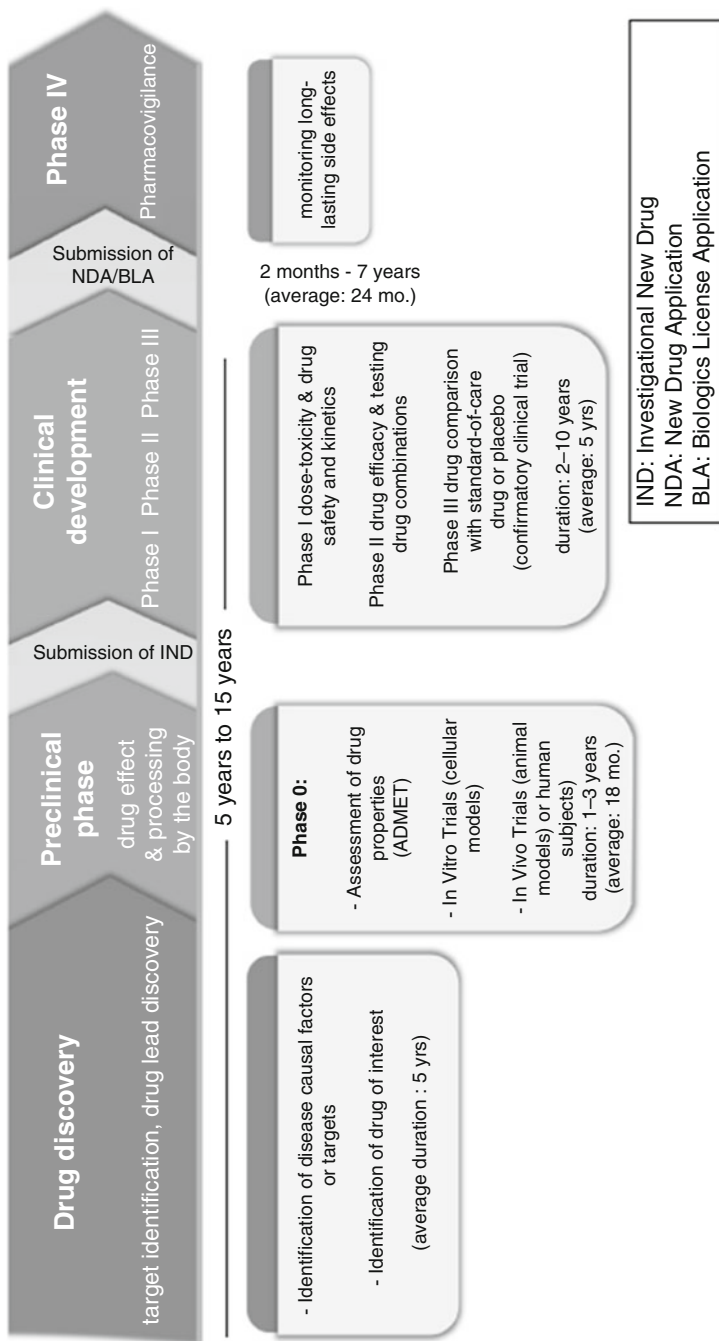 Drug discovery
target identification, drug lead discovery
Preclinical
phase
drug effect
& processing
by the body
Submission of IND
Clinical
development
Phase I Phase II Phase III
Submission of
NDA/BLA
Phase IV
Pharmacovigilance
5 years to 15 years
- Identification of disease causal factors
or targets
- Identification of drug of interest
(average duration : 5 yrs)
Phase 0:
- Assessment of drug
properties
(ADMET)
- In Vitro Trials (cellular
models)
- In Vivo Trials (animal
models) or human
subjects)
duration: 1–3 years
(average: 18 mo.)
Phase I dose-toxicity & drug
safety and kinetics
Phase II drug efficacy & testing
drug combinations
Phase III drug comparison
with standard-of-care
drug or placebo
(confirmatory clinical trial)
duration: 2–10 years
(average: 5 yrs)
2 months - 7 years
(average: 24 mo.)
monitoring long-
lasting side effects
IND: Investigational New Drug
NDA: New Drug Application
BLA: Biologics License Application